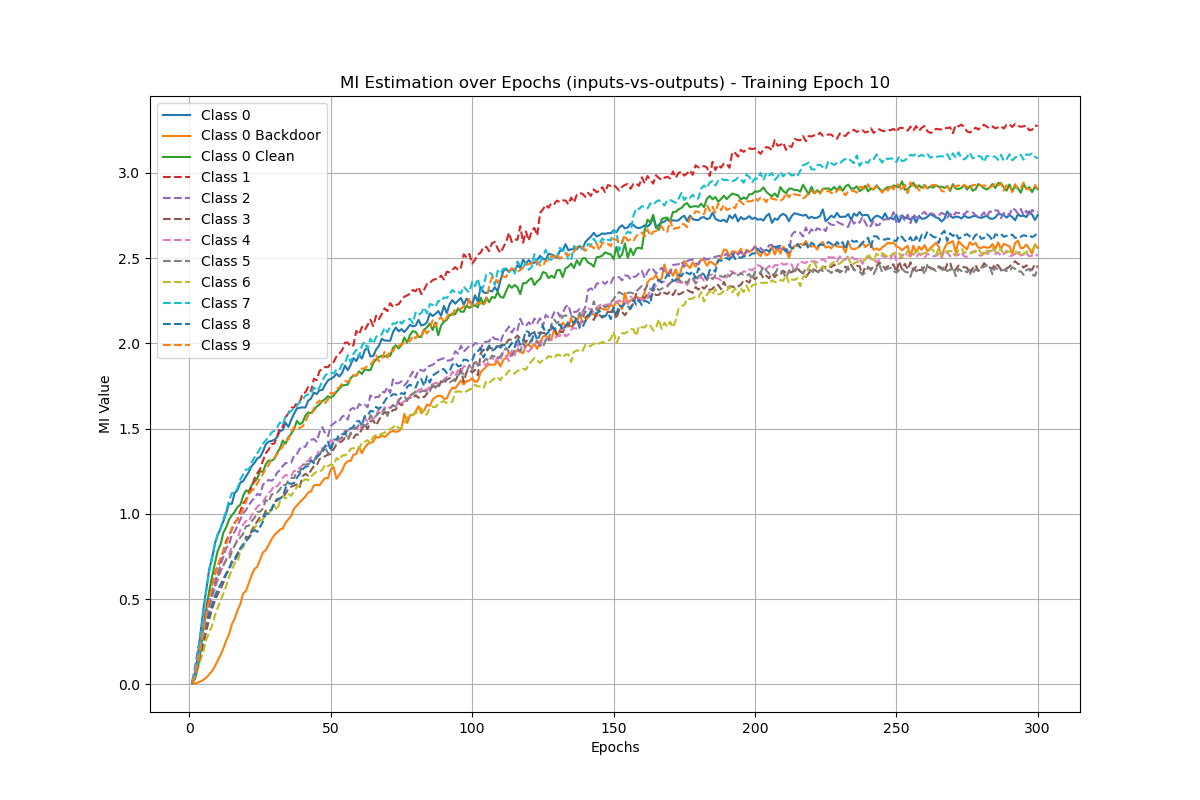 MI Estimation over Epochs (inputs-vs-outputs) - Training Epoch 10
Class 0
Class 0 Backdoor
Class 0 Clean
Class 1
Class 2
Class 3
Class 4
Class 5
Class 6
Class 7
Class 8
Class 9
MI Value
3.0
2.5
2.0
1.5
1.0
0.5
0.0
0 50 100 150 200 250 300
Epochs